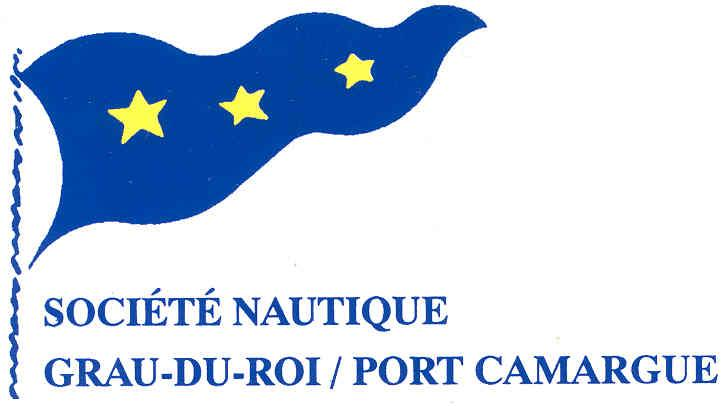 SOCIÉTÉ NAUTIQUE
GRAU-DU-ROI / PORT CAMARGUE